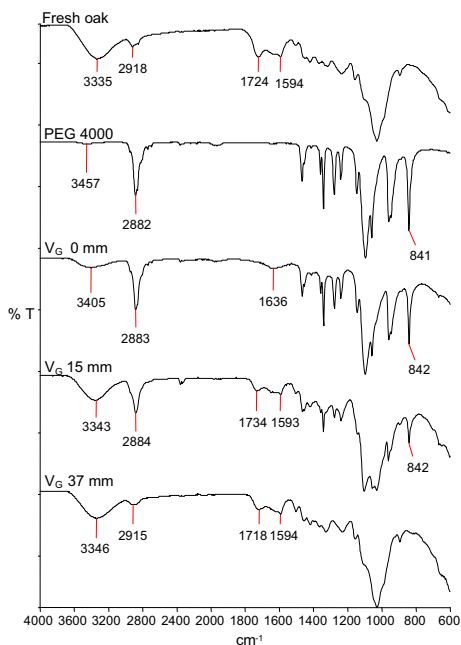 Fresh oak
3335
2918
1724 1594
PEG 4000
3457
2882
841
V_G 0 mm
3405
2883
1636
842
% T
V_G 15 mm
3343
2884
1734 1593
842
V_G 37 mm
3346
2915
1718 1594
4000 3600 3200 2800 2400 2000 1800 1600 1400 1200 1000 800 600
cm⁻¹